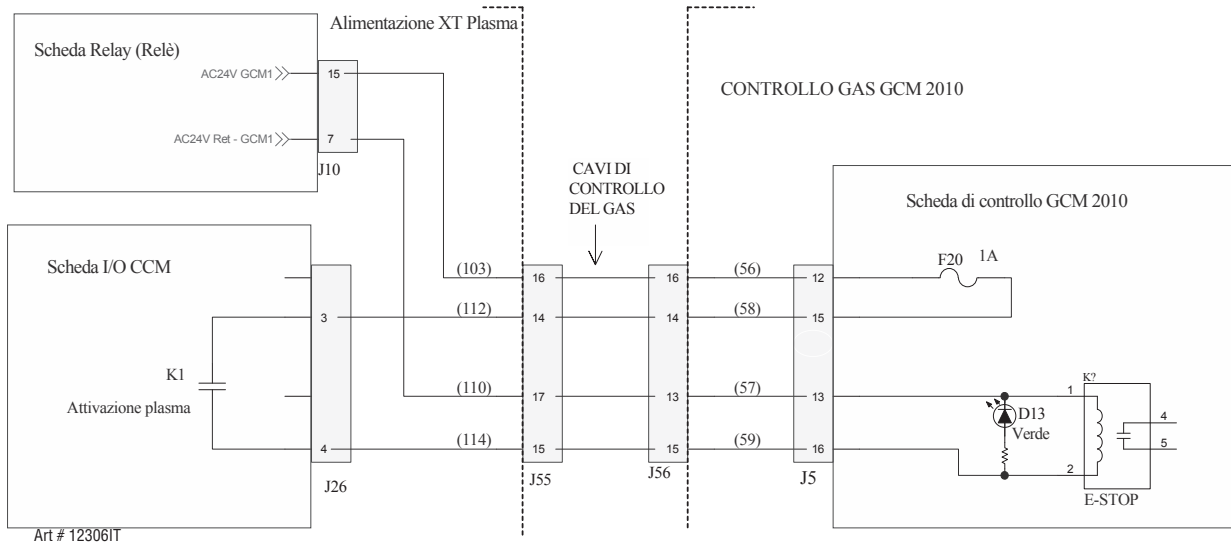 Alimentazione XT Plasma
Scheda Relay (Relè)
AC24V GCM1
15
AC24V Ret - GCM1
7
J10
CONTROLLO GAS GCM 2010
CAVI DI
CONTROLLO
DEL GAS
Scheda di controllo GCM 2010
Scheda I/O CCM
F20 1A
(103)
16
16
(56)
12
3
(112)
14
14
(58)
15
K1
Attivazione plasma
(110)
17
13
(57)
13
K?
1
D13
Verde
4
5
4
(114)
15
15
(59)
16
2
J26
J55
J56
J5
E-STOP
Art # 12306IT